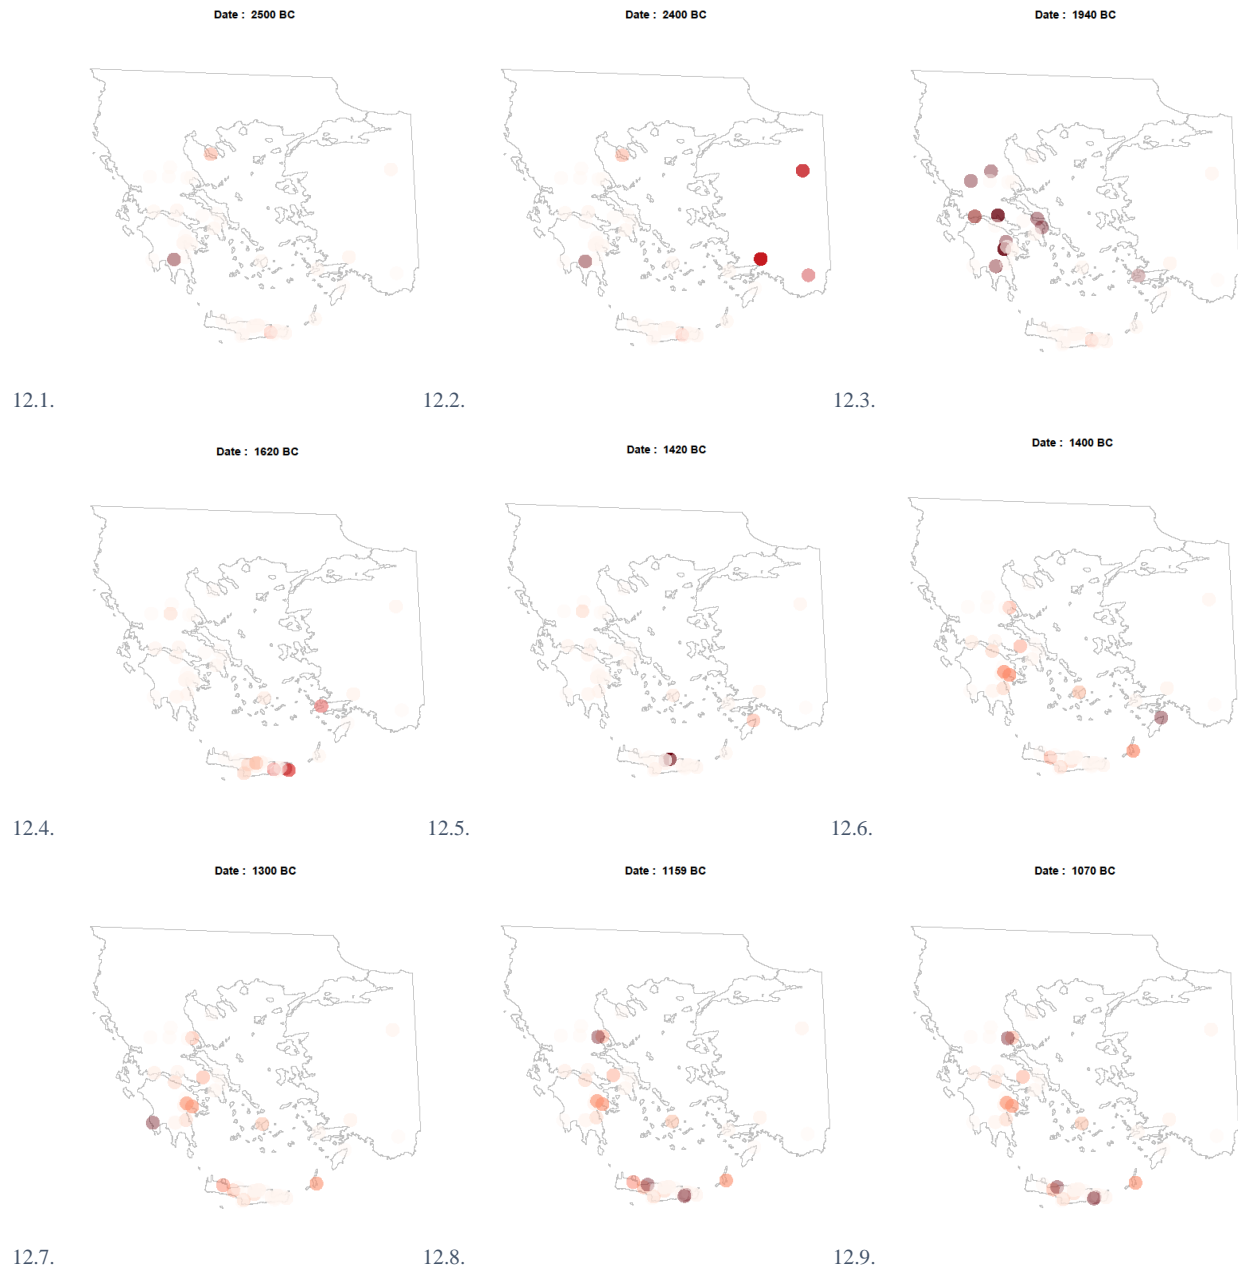 Date : 2500 BC
Date : 2400 BC
Date : 1940 BC
12.1.
12.2.
12.3.
Date : 1620 BC
Date : 1420 BC
Date : 1400 BC
12.4.
12.5.
12.6.
Date : 1300 BC
Date : 1159 BC
Date : 1070 BC
12.7.
12.8.
12.9.